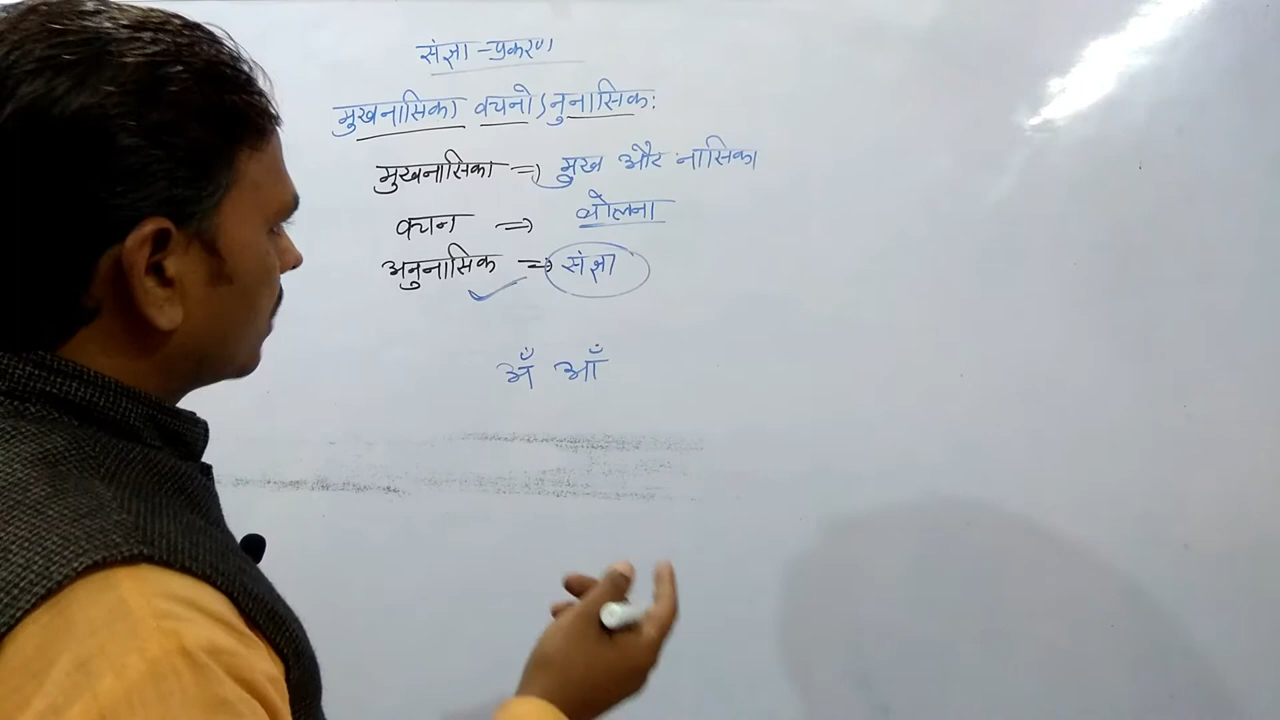 संज्ञा - प्रकरण
मुखनासिका वचनोऽनुनासिक:
मुखनासिका => मुख और नासिका
वचन => बोलना
अनुनासिक => संज्ञा
अँ आँ